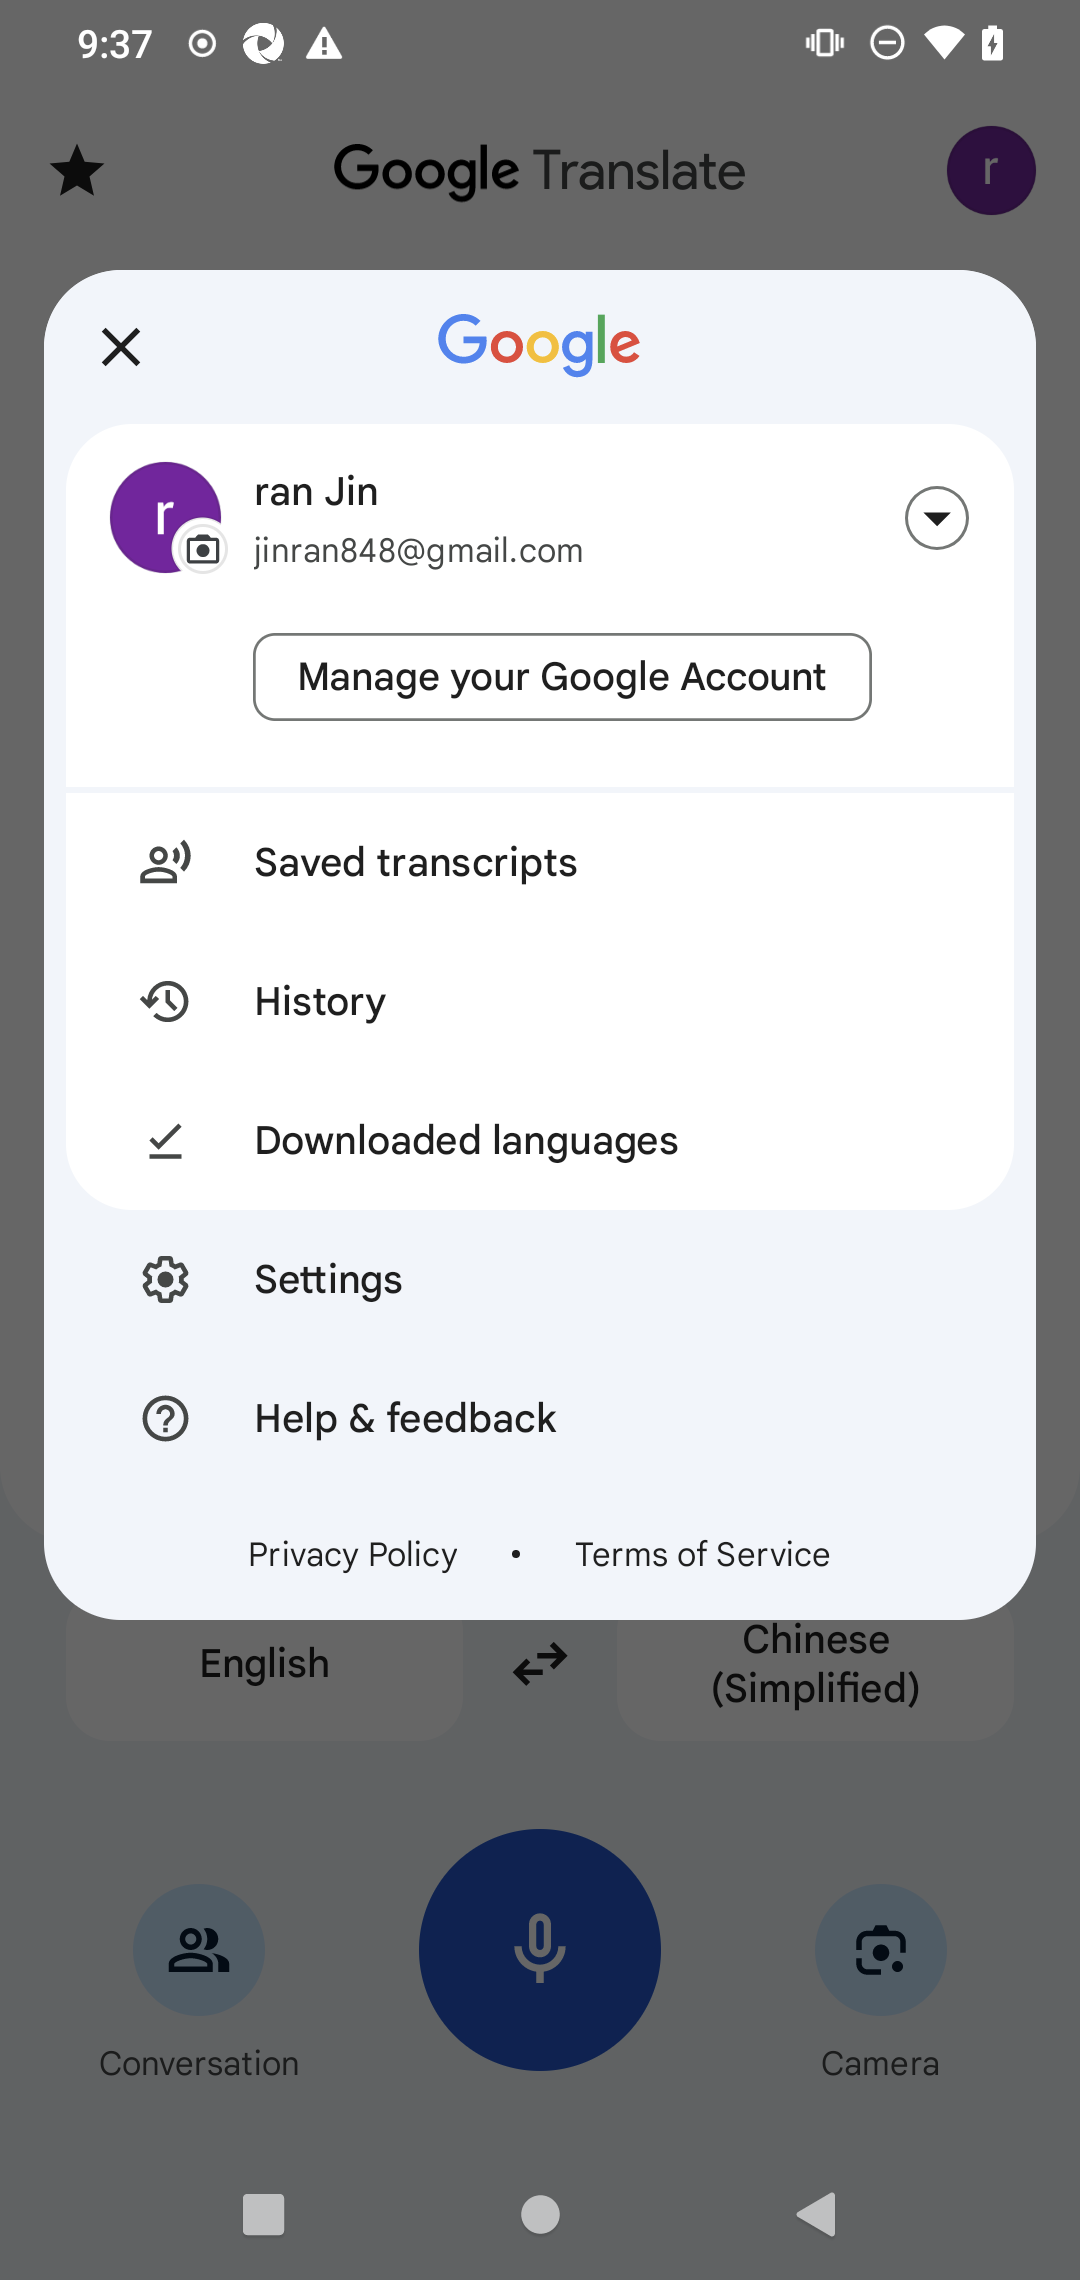 9:37
Google Translate
r
Google
r
ran Jin
jinran848@gmail.com
Manage your Google Account
Saved transcripts
History
Downloaded languages
Settings
Help & feedback
Privacy Policy • Terms of Service
English
Chinese
(Simplified)
Conversation
Camera